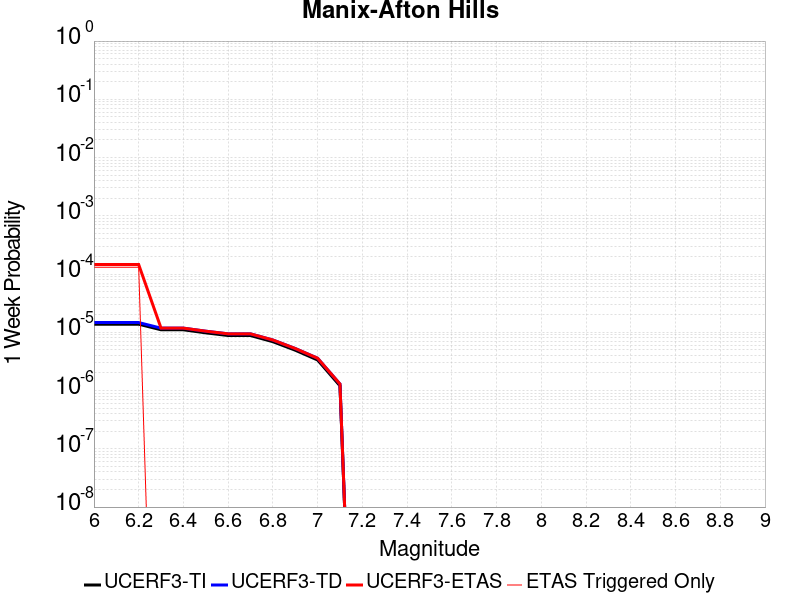 Manix-Afton Hills
1 Week Probability
10^0
10^-1
10^-2
10^-3
10^-4
10^-5
10^-6
10^-7
10^-8
6 6.2 6.4 6.6 6.8 7 7.2 7.4 7.6 7.8 8 8.2 8.4 8.6 8.8 9
Magnitude
UCERF3-TI UCERF3-TD UCERF3-ETAS ETAS Triggered Only